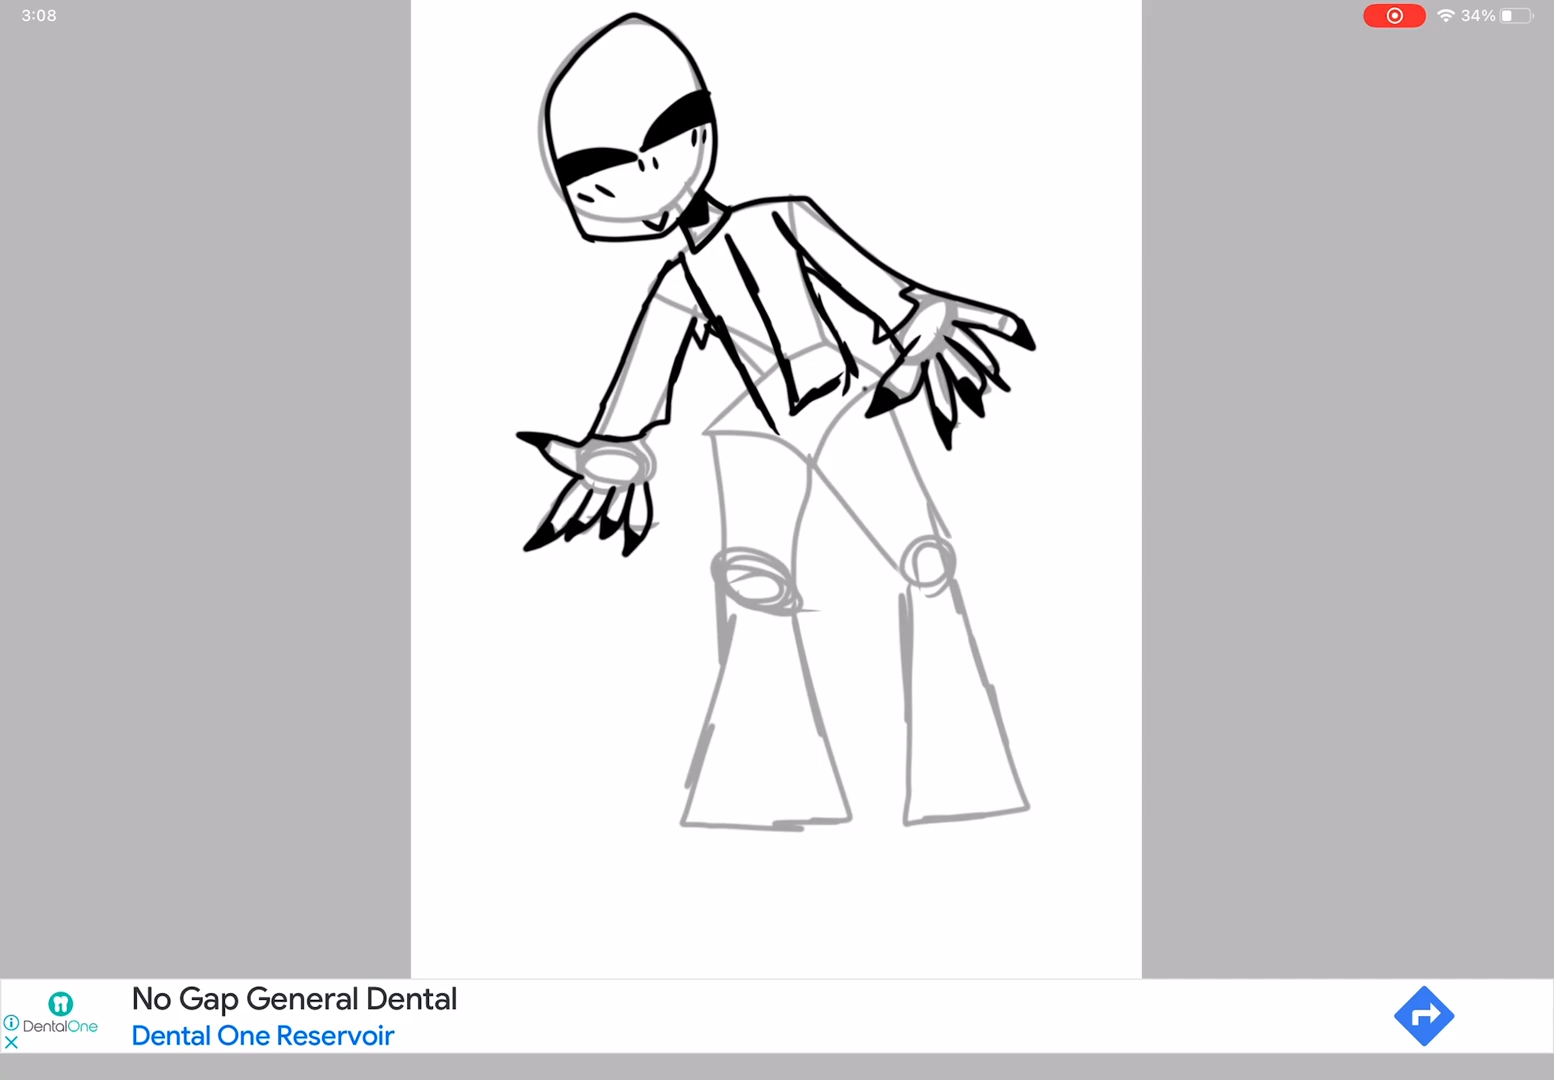 3:08
34%
No Gap General Dental
DentalOne
Dental One Reservoir